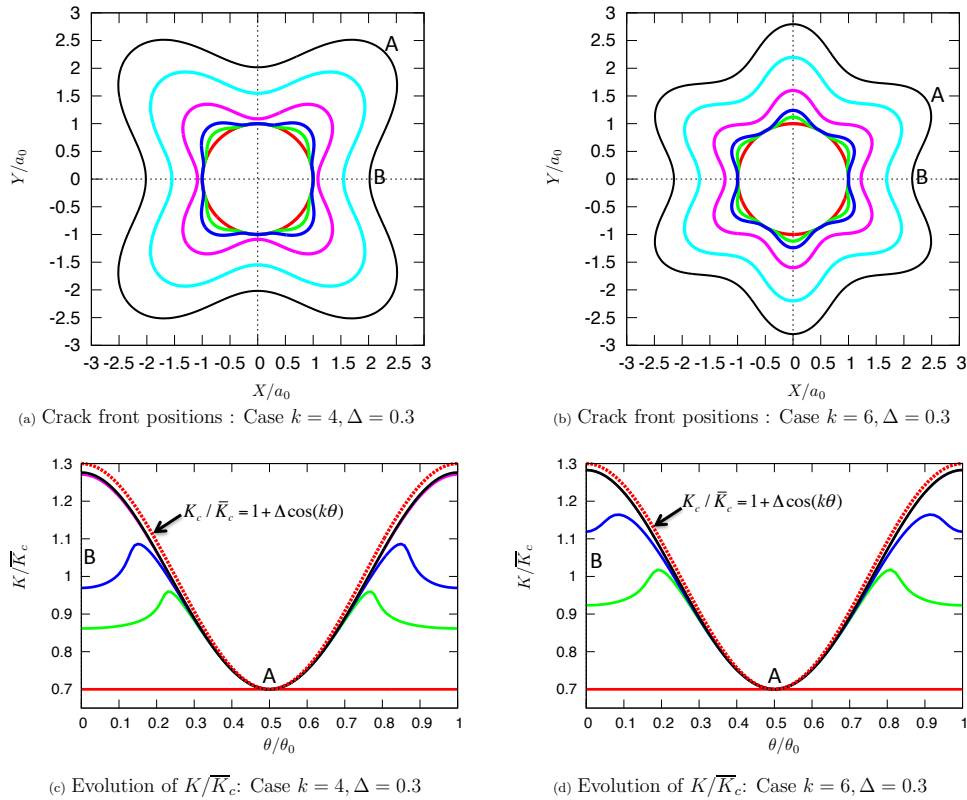 3
2.5
2
1.5
1
0.5
0
-0.5
-1
-1.5
-2
-2.5
-3
Y/a₀
A
B
-3 -2.5 -2 -1.5 -1 -0.5 0 0.5 1 1.5 2 2.5 3
X/a₀
(a) Crack front positions : Case k = 4, Δ = 0.3
3
2.5
2
1.5
1
0.5
0
-0.5
-1
-1.5
-2
-2.5
-3
Y/a₀
A
B
-3 -2.5 -2 -1.5 -1 -0.5 0 0.5 1 1.5 2 2.5 3
X/a₀
(b) Crack front positions : Case k = 6, Δ = 0.3
1.3
1.2
1.1
1
0.9
0.8
0.7
K/K̅c
B
K_c / K̅_c = 1 + Δcos(kθ)
A
0 0.1 0.2 0.3 0.4 0.5 0.6 0.7 0.8 0.9 1
θ/θ₀
(c) Evolution of K/K̅c: Case k = 4, Δ = 0.3
1.3
1.2
1.1
1
0.9
0.8
0.7
K/K̅c
B
K_c / K̅_c = 1 + Δcos(kθ)
A
0 0.1 0.2 0.3 0.4 0.5 0.6 0.7 0.8 0.9 1
θ/θ₀
(d) Evolution of K/K̅c: Case k = 6, Δ = 0.3